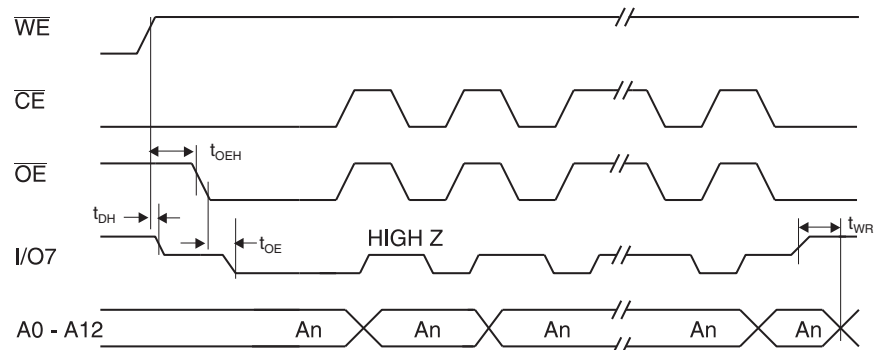 WE
CE
OE
tOEH
tDH
tOE
I/O7
HIGH Z
tWR
A0 - A12
An
An
An
An
An